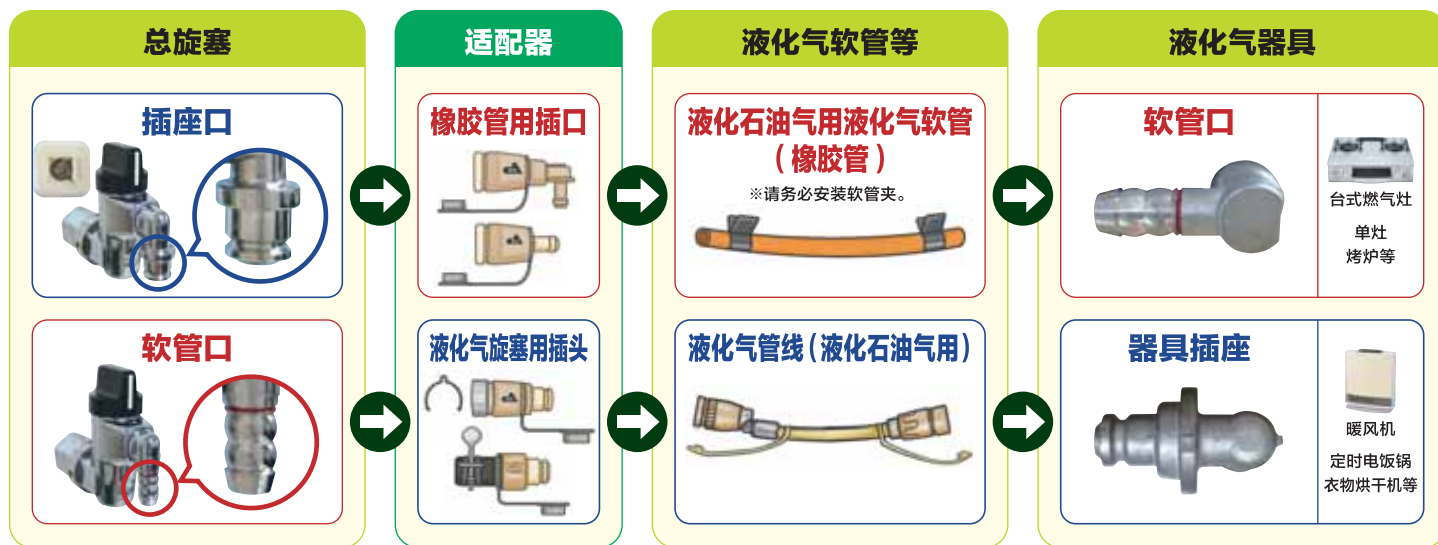 总旋塞
适配器
液化气软管等
液化气器具
插座口
橡胶管用插口
液化石油气用液化气软管
（橡胶管）
※请务必安装软管夹。
软管口
台式燃气灶
单灶
烤炉等
软管口
液化气旋塞用插头
液化气管线（液化石油气用）
器具插座
暖风机
定时电饭锅
衣物烘干机等